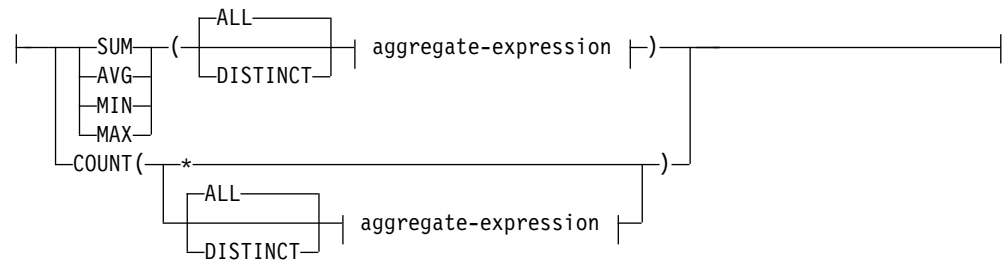 ALL
SUM ( aggregate-expression )
AVG DISTINCT
MIN
MAX
COUNT( * )
ALL
aggregate-expression
DISTINCT